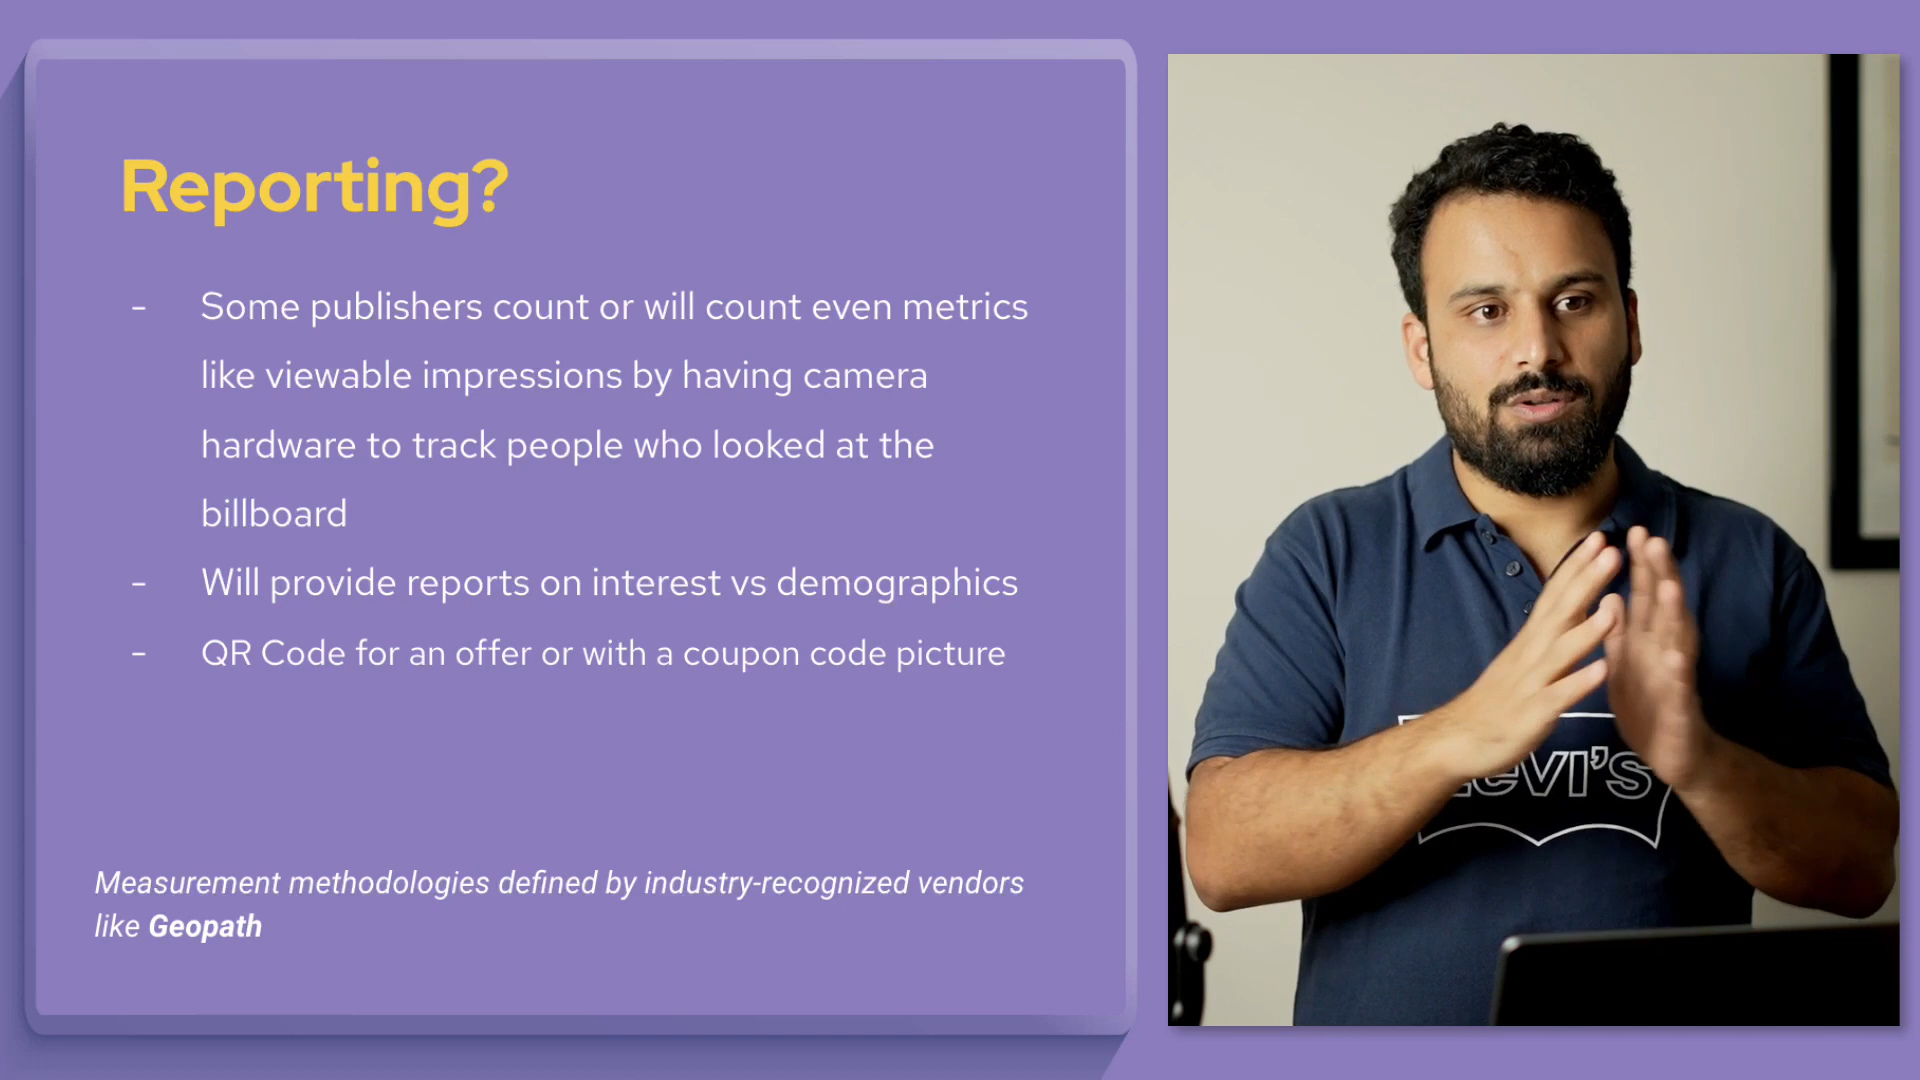 Reporting?
- Some publishers count or will count even metrics
like viewable impressions by having camera
hardware to track people who looked at the
billboard
- Will provide reports on interest vs demographics
- QR Code for an offer or with a coupon code picture
Measurement methodologies defined by industry-recognized vendors
like Geopath
Levi's